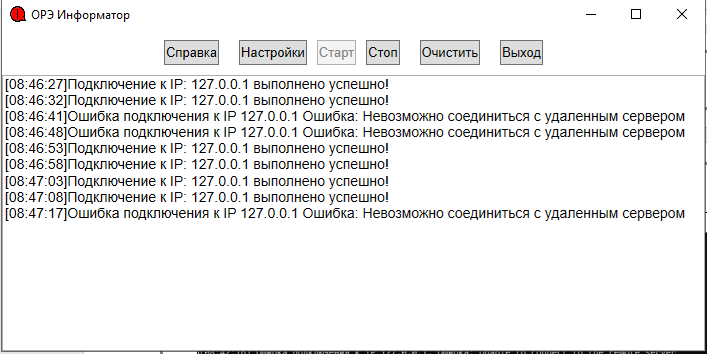 ОРЭ Информатор
Справка Настройки Старт Стоп Очистить Выход
[08:46:27]Подключение к IP: 127.0.0.1 выполнено успешно!
[08:46:32]Подключение к IP: 127.0.0.1 выполнено успешно!
[08:46:41]Ошибка подключения к IP 127.0.0.1 Ошибка: Невозможно соединиться с удаленным сервером
[08:46:48]Ошибка подключения к IP 127.0.0.1 Ошибка: Невозможно соединиться с удаленным сервером
[08:46:53]Подключение к IP: 127.0.0.1 выполнено успешно!
[08:46:58]Подключение к IP: 127.0.0.1 выполнено успешно!
[08:47:03]Подключение к IP: 127.0.0.1 выполнено успешно!
[08:47:08]Подключение к IP: 127.0.0.1 выполнено успешно!
[08:47:17]Ошибка подключения к IP 127.0.0.1 Ошибка: Невозможно соединиться с удаленным сервером